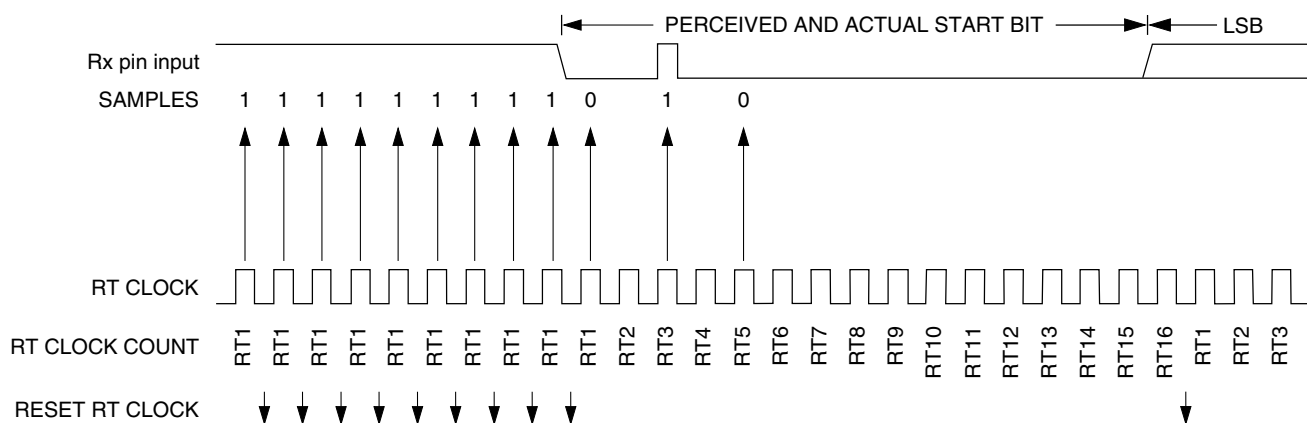 PERCEIVED AND ACTUAL START BIT LSB
Rx pin input
SAMPLES 1 1 1 1 1 1 1 1 1 0 1 0
RT CLOCK
RT CLOCK COUNT RT1 RT1 RT1 RT1 RT1 RT1 RT1 RT1 RT1 RT1 RT2 RT3 RT4 RT5 RT6 RT7 RT8 RT9 RT10 RT11 RT12 RT13 RT14 RT15 RT16 RT1 RT2 RT3
RESET RT CLOCK